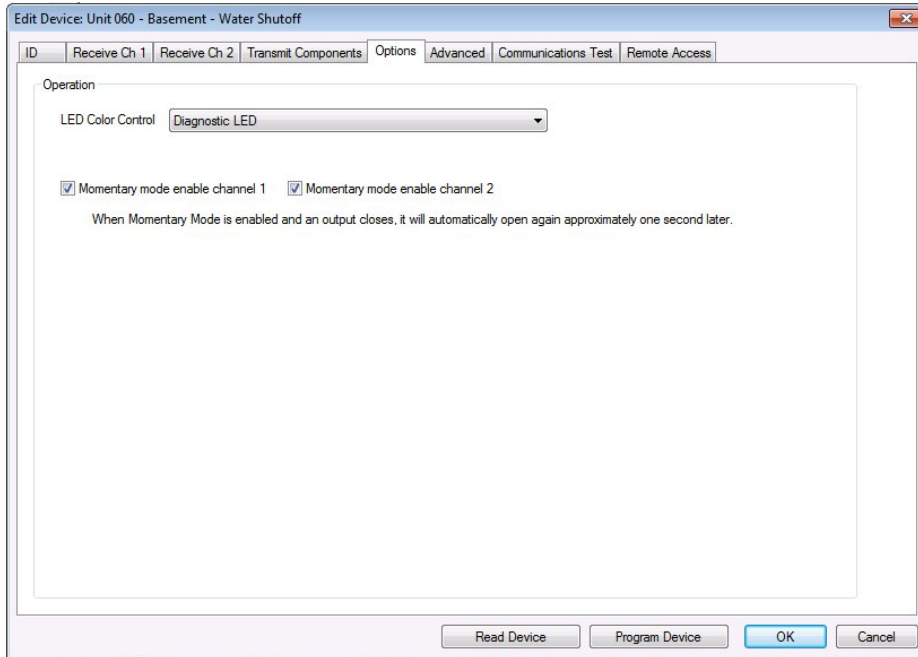 Edit Device: Unit 060 - Basement - Water Shutoff
ID Receive Ch 1 Receive Ch 2 Transmit Components Options Advanced Communications Test Remote Access
Operation
LED Color Control Diagnostic LED
Momentary mode enable channel 1 Momentary mode enable channel 2
When Momentary Mode is enabled and an output closes, it will automatically open again approximately one second later.
Read Device Program Device OK Cancel